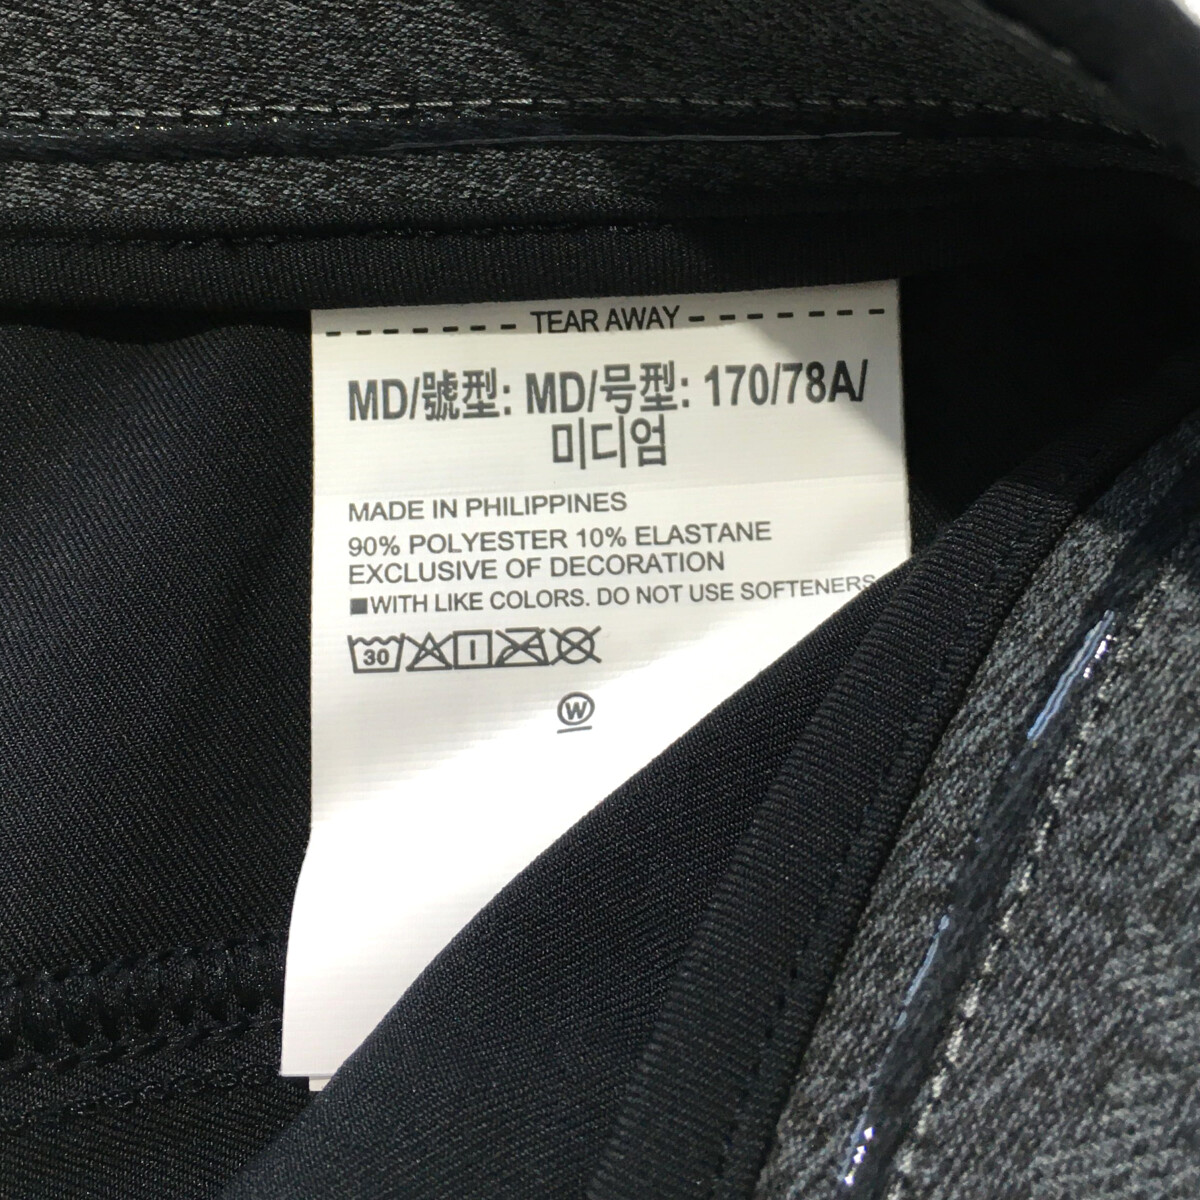 TEAR AWAY
MD/號型: MD/号型: 170/78A/
미디엄
MADE IN PHILIPPINES
90% POLYESTER 10% ELASTANE
EXCLUSIVE OF DECORATION
■WITH LIKE COLORS. DO NOT USE SOFTENERS
30
W